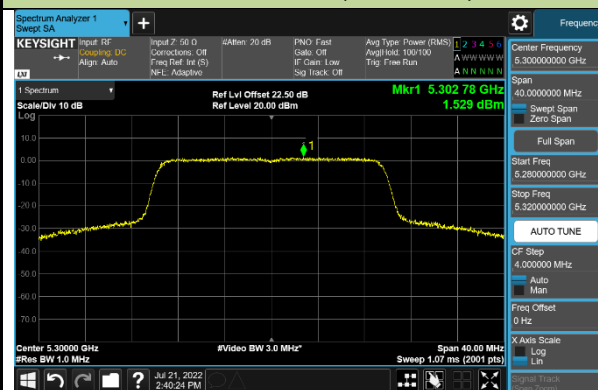 Spectrum Analyzer 1
Swept SA
Frequency
KEYSIGHT
Input: RF
Coupling: DC
Align: Auto
Input Z: 50 Ω
Corrections: Off
Freq Ref: Int (S)
NFE: Adaptive
#Atten: 20 dB
PNO: Fast
Gate: Off
IF Gain: Low
Sig Track: Off
Avg Type: Power (RMS)
Avg|Hold: 100/100
Trig: Free Run
1 2 3 4 5 6
A W W W W W
A N N N N N
LXI
1 Spectrum
Scale/Div 10 dB
Log
Ref Lvl Offset 22.50 dB
Ref Level 20.00 dBm
Mkr1 5.302 78 GHz
1.529 dBm
1
10.0
0.00
-10.0
-20.0
-30.0
-40.0
-50.0
-60.0
-70.0
Center 5.30000 GHz
#Res BW 1.0 MHz
#Video BW 3.0 MHz*
Span 40.00 MHz
Sweep 1.07 ms (2001 pts)
Jul 21, 2022
2:40:24 PM
Center Frequency
5.300000000 GHz
Span
40.0000000 MHz
Swept Span
Zero Span
Full Span
Start Freq
5.280000000 GHz
Stop Freq
5.320000000 GHz
AUTO TUNE
CF Step
4.000000 MHz
Auto
Man
Freq Offset
0 Hz
X Axis Scale
Log
Lin
Signal Track